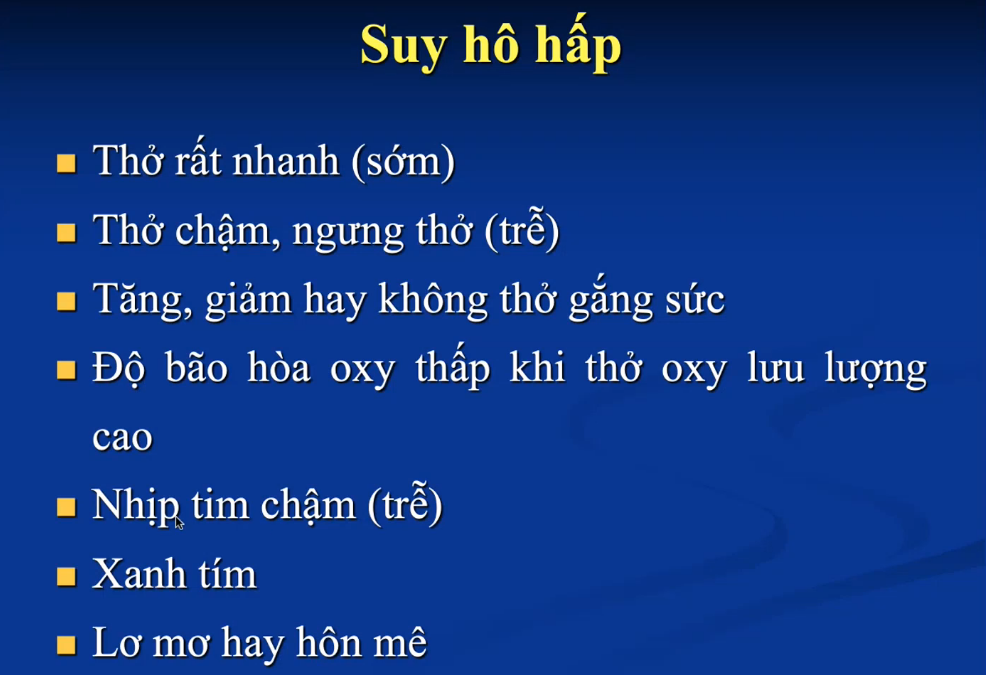 Suy hô hấp
Thở rất nhanh (sớm)
Thở chậm, ngưng thở (trễ)
Tăng, giảm hay không thở gắng sức
Độ bão hòa oxy thấp khi thở oxy lưu lượng
cao
Nhịp tim chậm (trễ)
Xanh tím
Lơ mơ hay hôn mê